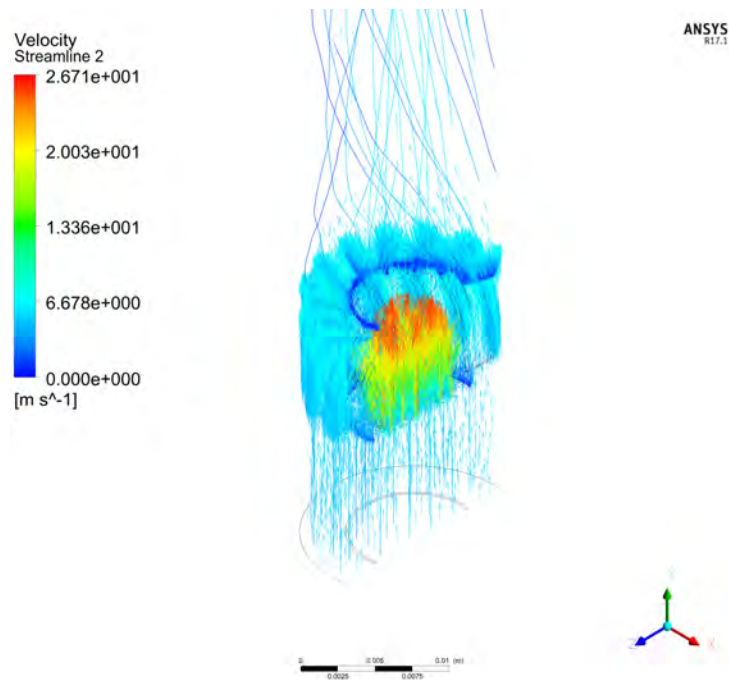 Velocity
Streamline 2
2.671e+001
2.003e+001
1.336e+001
6.678e+000
0.000e+000
[m s^-1]
ANSYS
R17.1
Y
Z
X
0 0.005 0.01 (m)
0.0025 0.0075